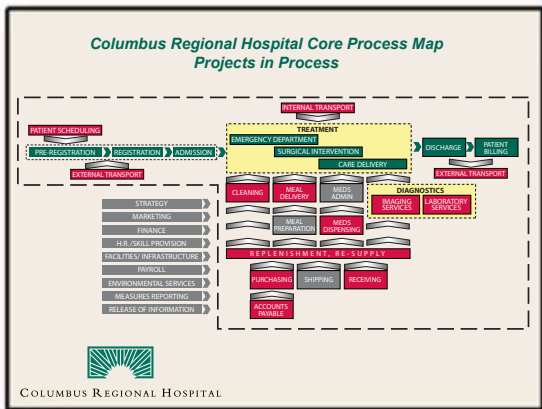 Columbus Regional Hospital Core Process Map
Projects in Process
INTERNAL TRANSPORT
PATIENT SCHEDULING
TREATMENT
EMERGENCY DEPARTMENT
PRE-REGISTRATION
REGISTRATION
ADMISSION
SURGICAL INTERVENTION
CARE DELIVERY
DISCHARGE
PATIENT
BILLING
EXTERNAL TRANSPORT
EXTERNAL TRANSPORT
CLEANING
MEAL
DELIVERY
MEDS
ADMIN
DIAGNOSTICS
IMAGING
SERVICES
LABORATORY
SERVICES
MEAL
PREPARATION
MEDS
DISPENSING
REPLENISHMENT, RE-SUPPLY
PURCHASING
SHIPPING
RECEIVING
ACCOUNTS
PAYABLE
STRATEGY
MARKETING
FINANCE
H.R./SKILL PROVISION
FACILITIES/ INFRASTRUCTURE
PAYROLL
ENVIRONMENTAL SERVICES
MEASURES REPORTING
RELEASE OF INFORMATION
COLUMBUS REGIONAL HOSPITAL